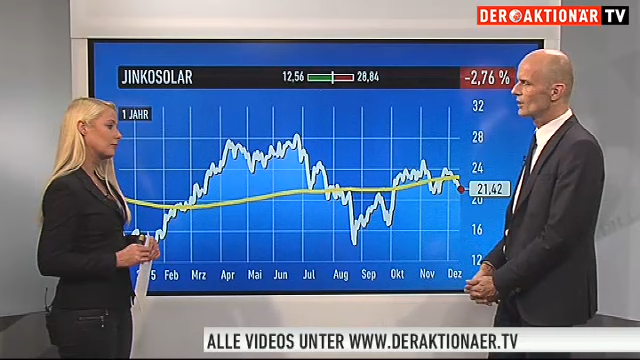 DER AKTIONÄR TV
JINKOSOLAR 12,56 28,84 -2,76 %
1 JAHR
32
28
24
21,42
20
16
12
5 Feb Mrz Apr Mai Jun Jul Aug Sep Okt Nov Dez
ALLE VIDEOS UNTER WWW.DERAKTIONAER.TV